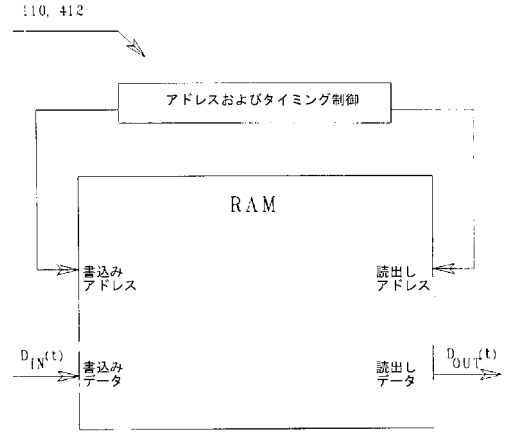 110, 412
アドレスおよびタイミング制御
RAM
書込み
アドレス
読出し
アドレス
D_IN(t)
書込み
データ
読出し
データ
D_OUT(t)